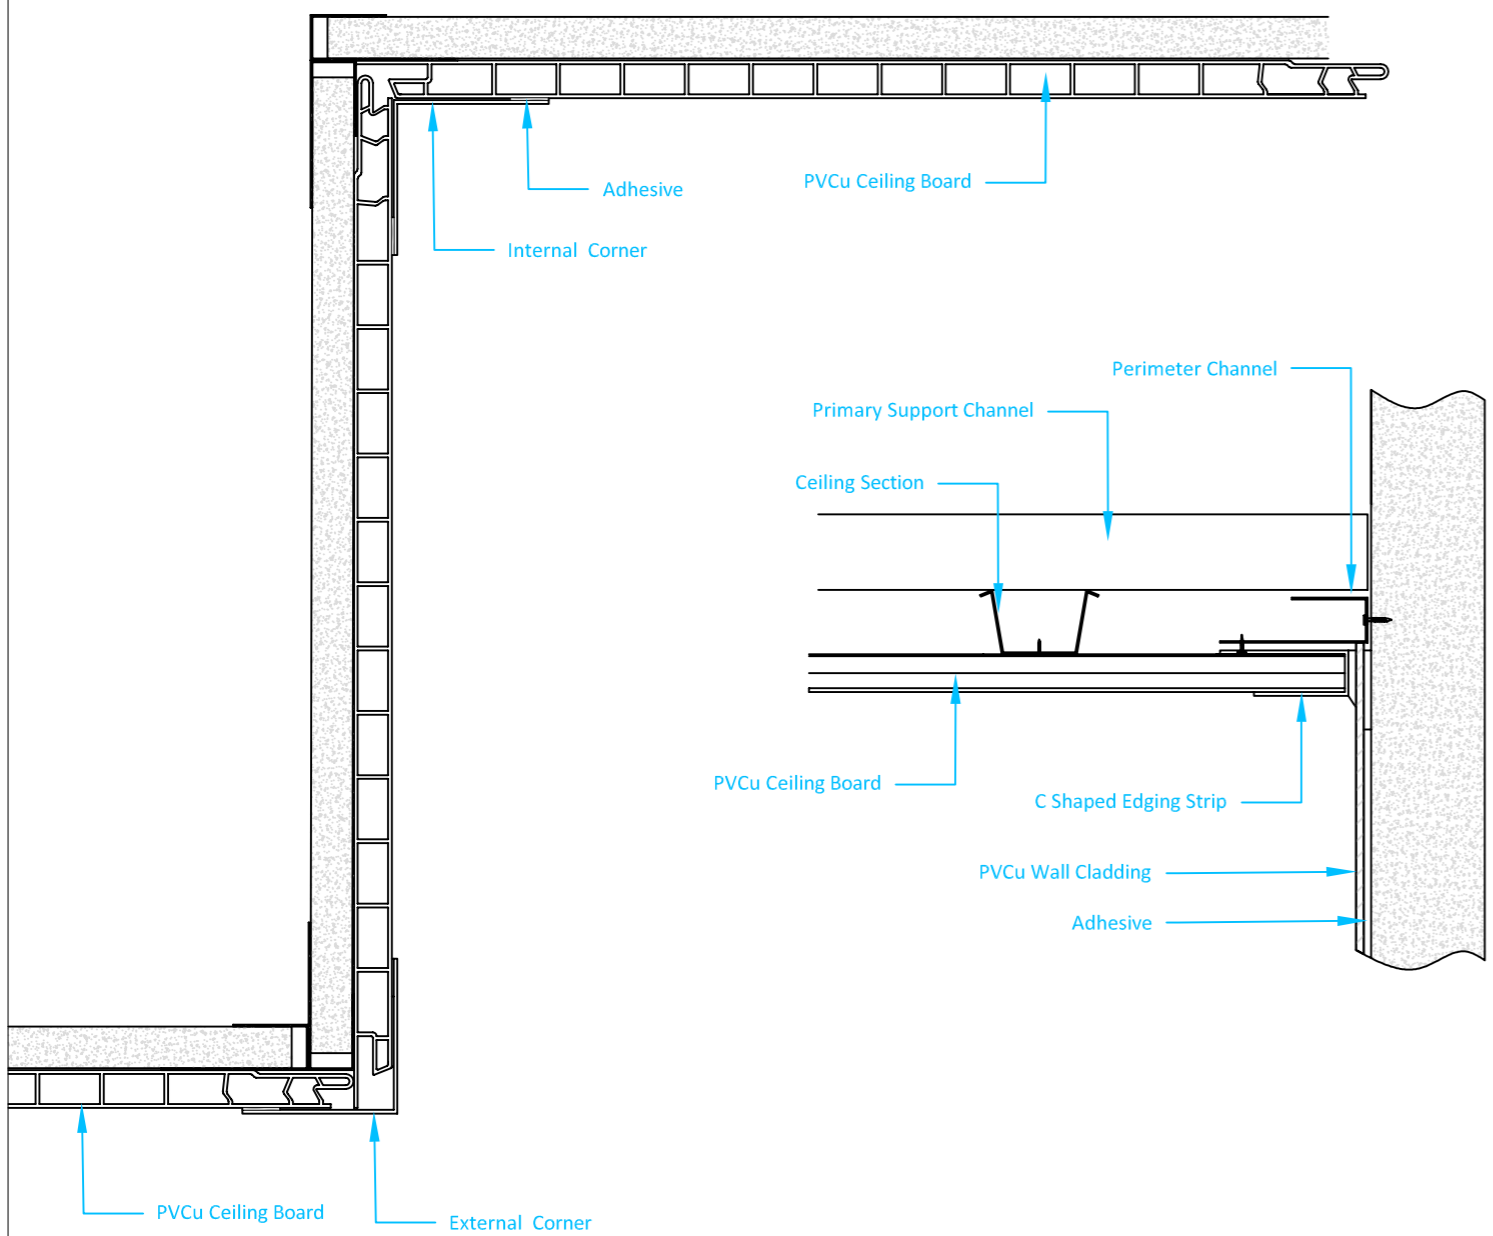 Adhesive
PVCu Ceiling Board
Internal Corner
Perimeter Channel
Primary Support Channel
Ceiling Section
PVCu Ceiling Board
C Shaped Edging Strip
PVCu Wall Cladding
Adhesive
PVCu Ceiling Board
External Corner